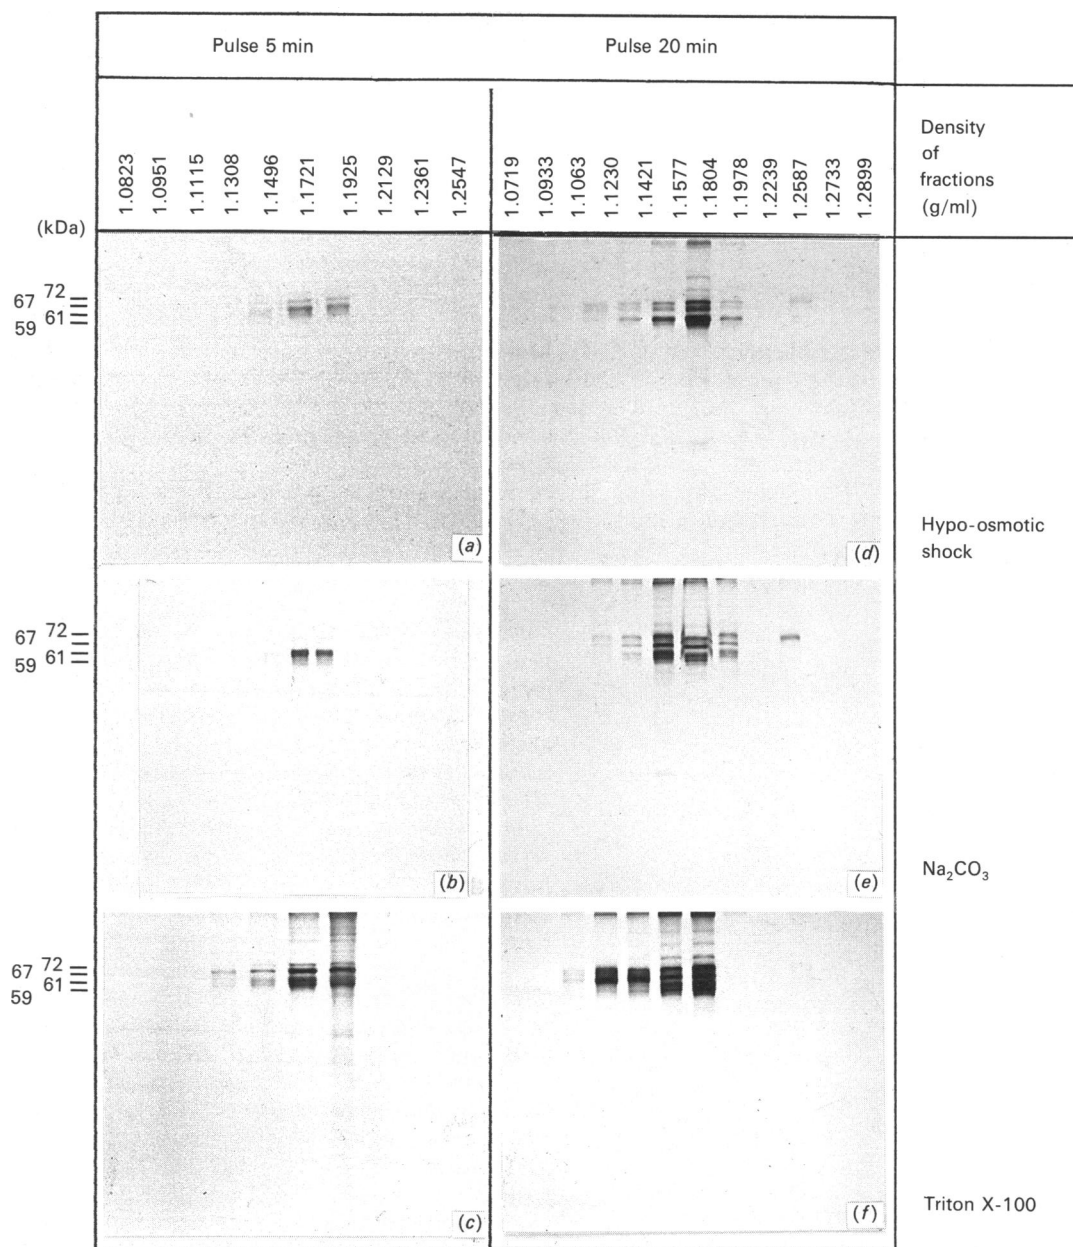 Pulse 5 min
Pulse 20 min
Density
of
fractions
(g/ml)
1.0823
1.0951
1.1115
1.1308
1.1496
1.1721
1.1925
1.2129
1.2361
1.2547
1.0719
1.0933
1.1063
1.1230
1.1421
1.1577
1.1804
1.1978
1.2239
1.2587
1.2733
1.2899
(kDa)
67 72
59 61
(a)
(d)
Hypo-osmotic
shock
67 72
59 61
(b)
(e)
Na₂CO₃
67 72
59 61
(c)
(f)
Triton X-100